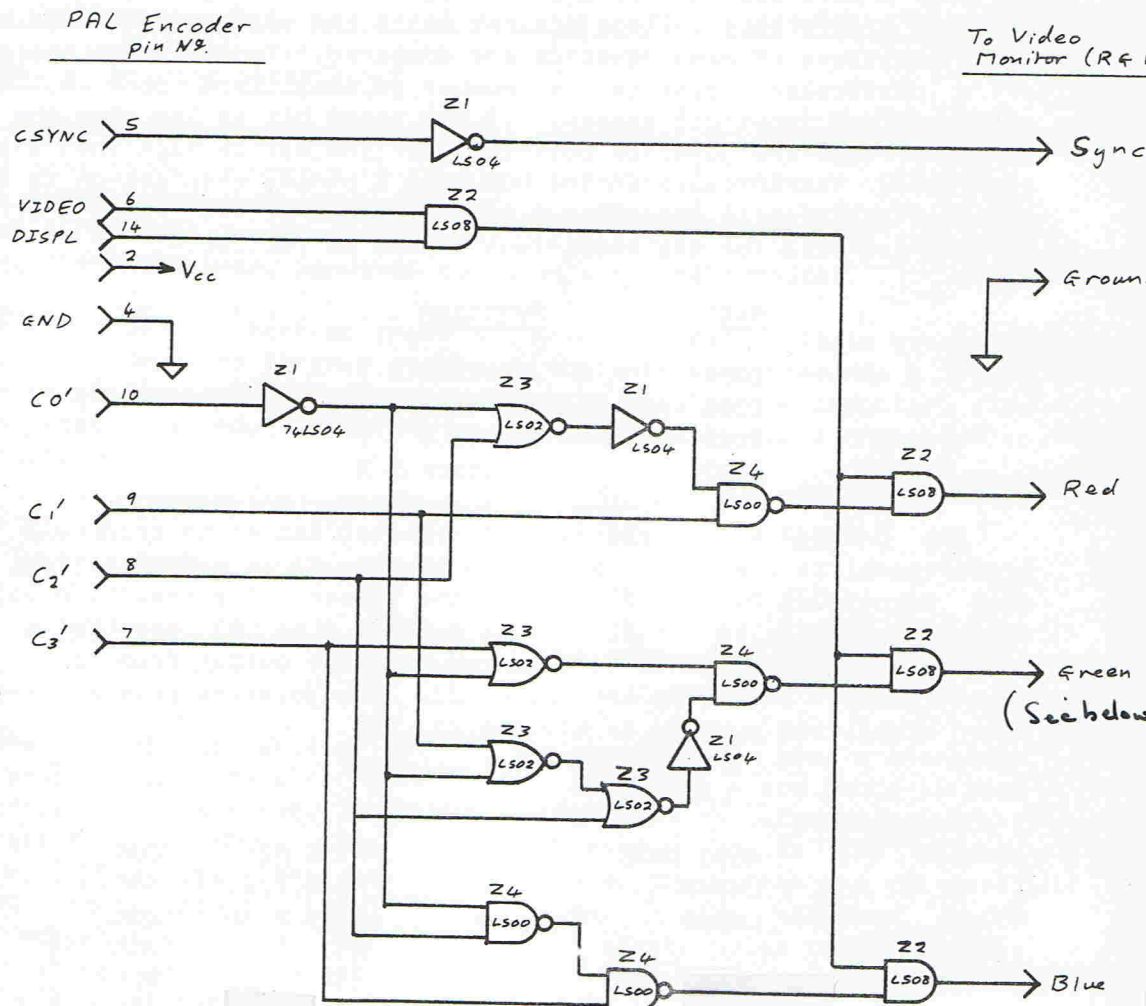 PAL Encoder
pin Nº.
To Video
Monitor (RG
CSYNC 5 Z1 LS04 Sync
VIDEO 6 Z2
DISPL 14 LS08
2 Vcc
Groun
GND 4
C0' 10 Z1 74LS04 Z3 LS02 Z1 LS04
Z4 LS00 Z2 LS08 Red
C1' 9
C2' 8
C3' 7 Z3 LS02 Z4 LS00 Z2 LS08 Green
(See below
Z3 LS02 Z3 LS02 Z1 LS04
Z4 LS00
Z4 LS00 Z2 LS08 Blue